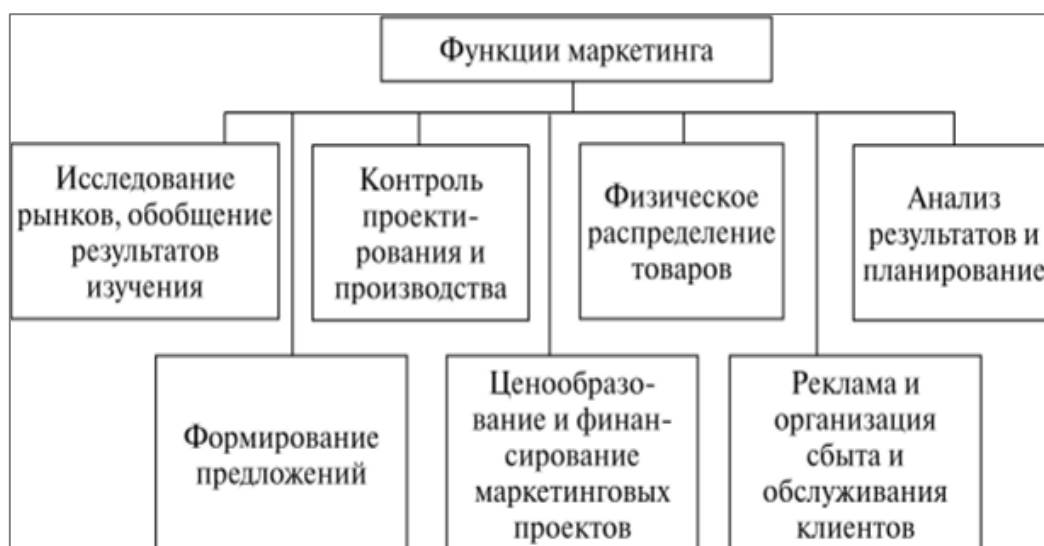 Функции маркетинга
Исследование
рынков, обобщение
результатов
изучения
Контроль
проекти-
рования и
производства
Физическое
распределение
товаров
Анализ
результатов и
планирование
Формирование
предложений
Ценообразо-
вание и финан-
сирование
маркетинговых
проектов
Реклама и
организация
сбыта и
обслуживания
клиентов